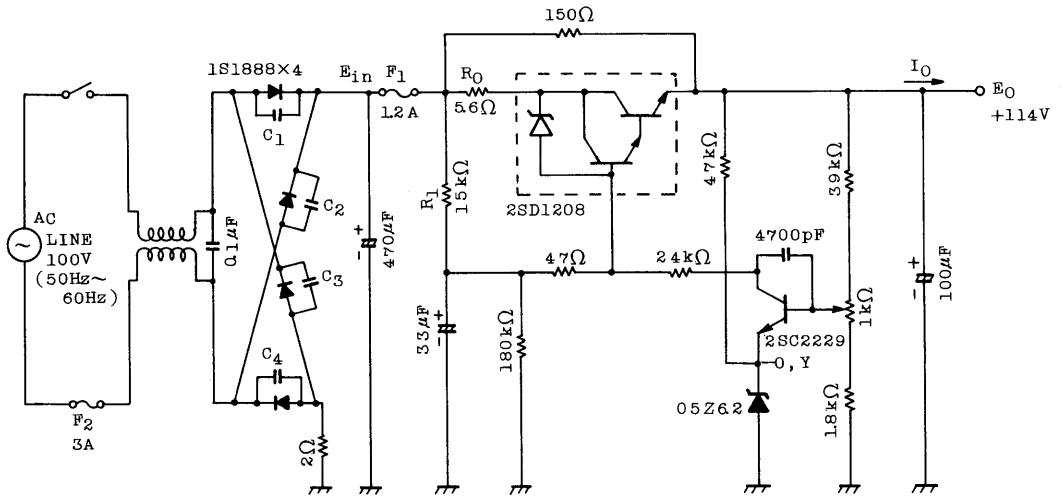 150Ω
1S1888×4
Ein
F1
1.2A
R0
5.6Ω
I0
E0
+114V
C1
2SD1208
47kΩ
39kΩ
R1
15kΩ
C2
AC
LINE
100V
(50Hz~
60Hz)
0.1μF
+
-
470μF
C3
47Ω
24kΩ
4700pF
1kΩ
+
-
100μF
+
-
33μF
180kΩ
2SC2229
-O, Y
C4
05Z6.2
1.8kΩ
F2
3A
2Ω